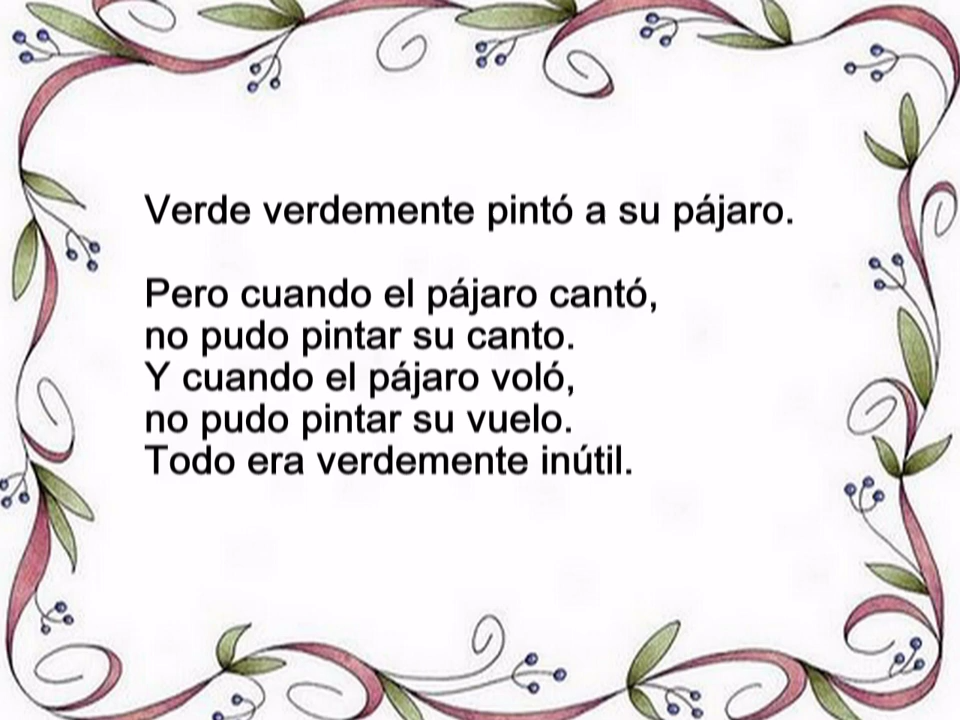 Verde verdemente pintó a su pájaro.
Pero cuando el pájaro cantó,
no pudo pintar su canto.
Y cuando el pájaro voló,
no pudo pintar su vuelo.
Todo era verdemente inútil.